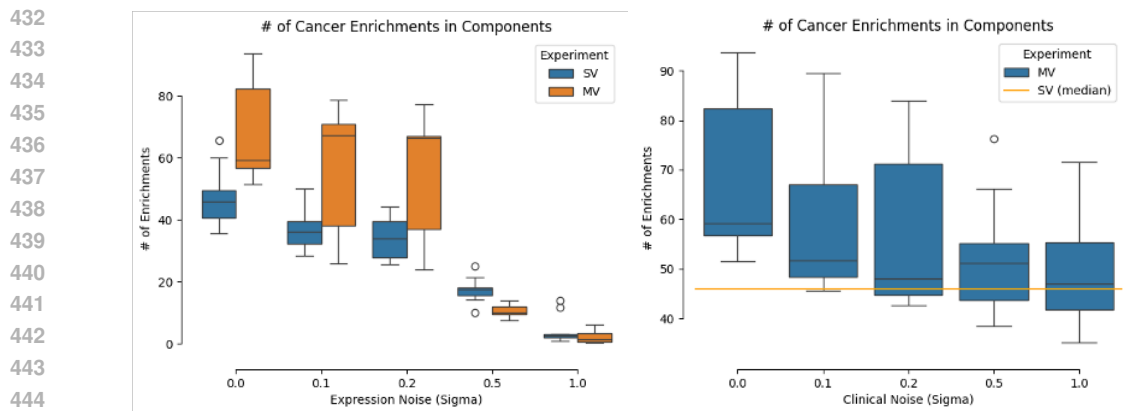 432
433
434
435
436
437
438
439
440
441
442
443
444
# of Cancer Enrichments in Components
Experiment
SV
MV
# of Enrichments
80
60
40
20
0
0.0 0.1 0.2 0.5 1.0
Expression Noise (Sigma)
# of Cancer Enrichments in Components
Experiment
MV
SV (median)
# of Enrichments
90
80
70
60
50
40
0.0 0.1 0.2 0.5 1.0
Clinical Noise (Sigma)